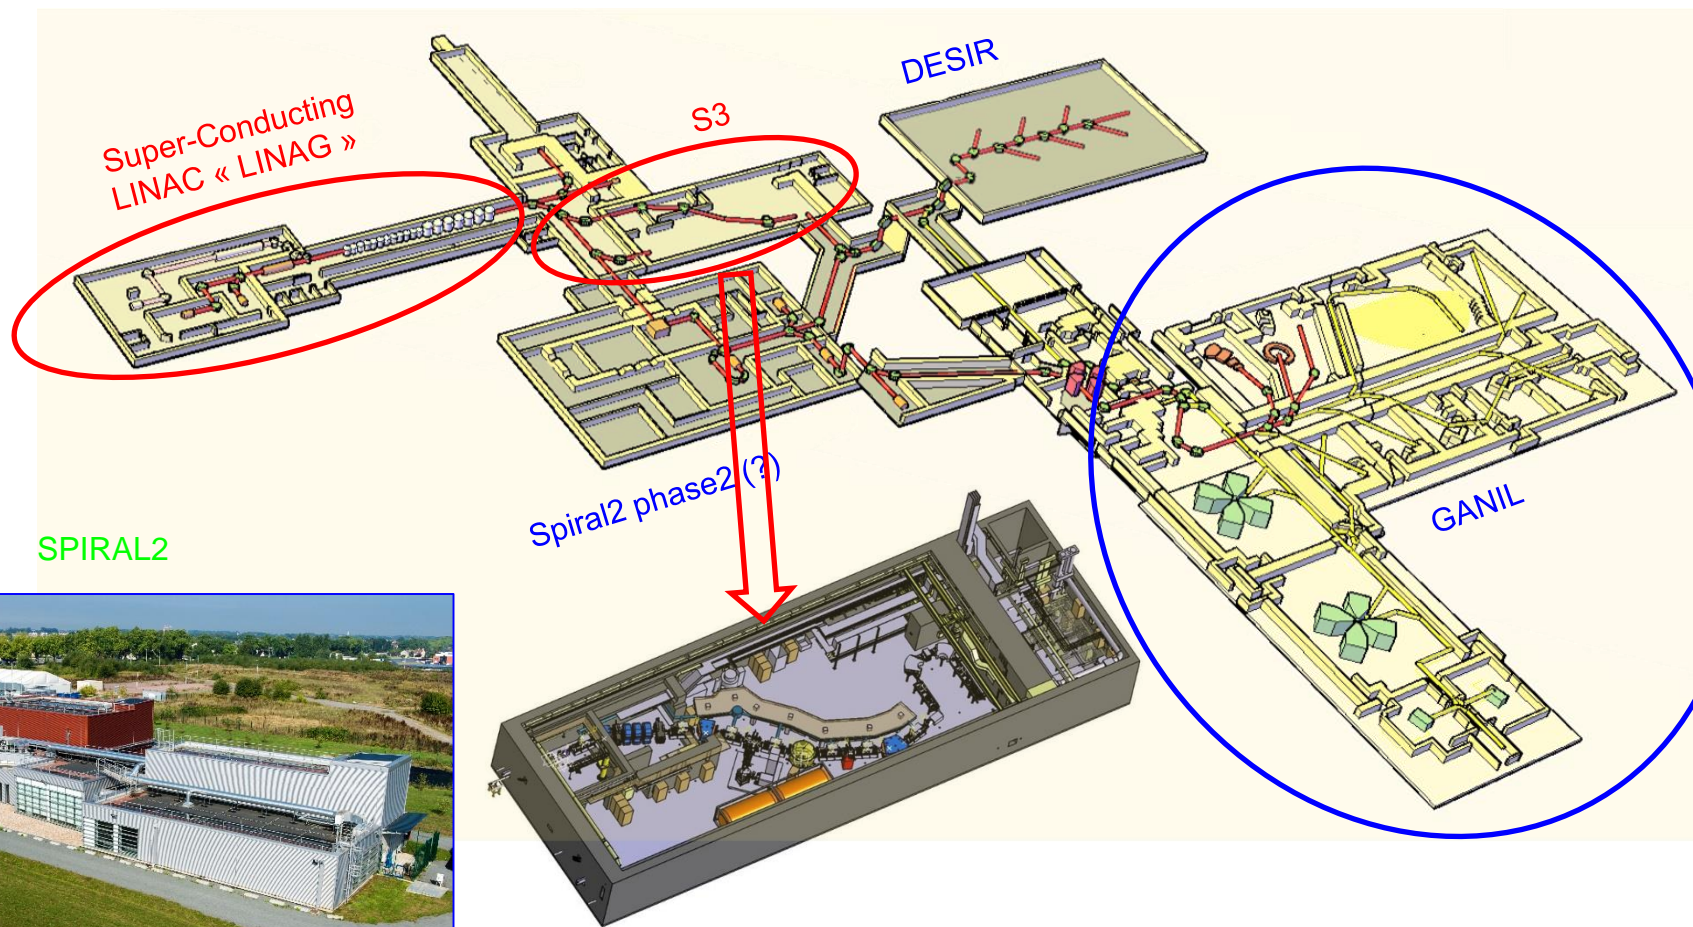 Super-Conducting
LINAC « LINAG »
S3
DESIR
Spiral2 phase2 (?)
GANIL
SPIRAL2